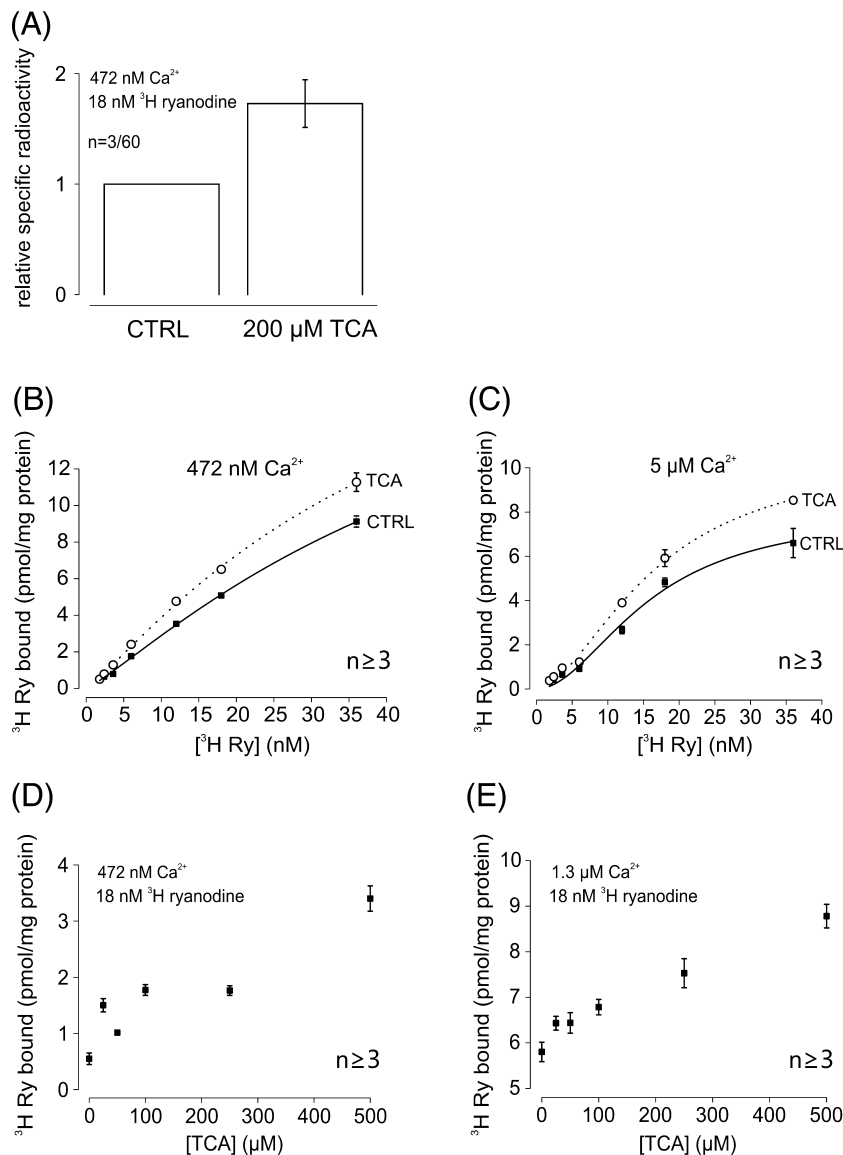 (A)
relative specific radioactivity
2
1
0
472 nM Ca²⁺
18 nM ³H ryanodine
n=3/60
CTRL
200 µM TCA
(B)
³H Ry bound (pmol/mg protein)
12
10
8
6
4
2
0
472 nM Ca²⁺
TCA
CTRL
n≥3
0 5 10 15 20 25 30 35 40
[³H Ry] (nM)
(C)
³H Ry bound (pmol/mg protein)
10
8
6
4
2
0
5 µM Ca²⁺
TCA
CTRL
n≥3
0 5 10 15 20 25 30 35 40
[³H Ry] (nM)
(D)
³H Ry bound (pmol/mg protein)
4
3
2
1
0
472 nM Ca²⁺
18 nM ³H ryanodine
n≥3
0 100 200 300 400 500
[TCA] (µM)
(E)
³H Ry bound (pmol/mg protein)
10
9
8
7
6
5
1.3 µM Ca²⁺
18 nM ³H ryanodine
n≥3
0 100 200 300 400 500
[TCA] (µM)